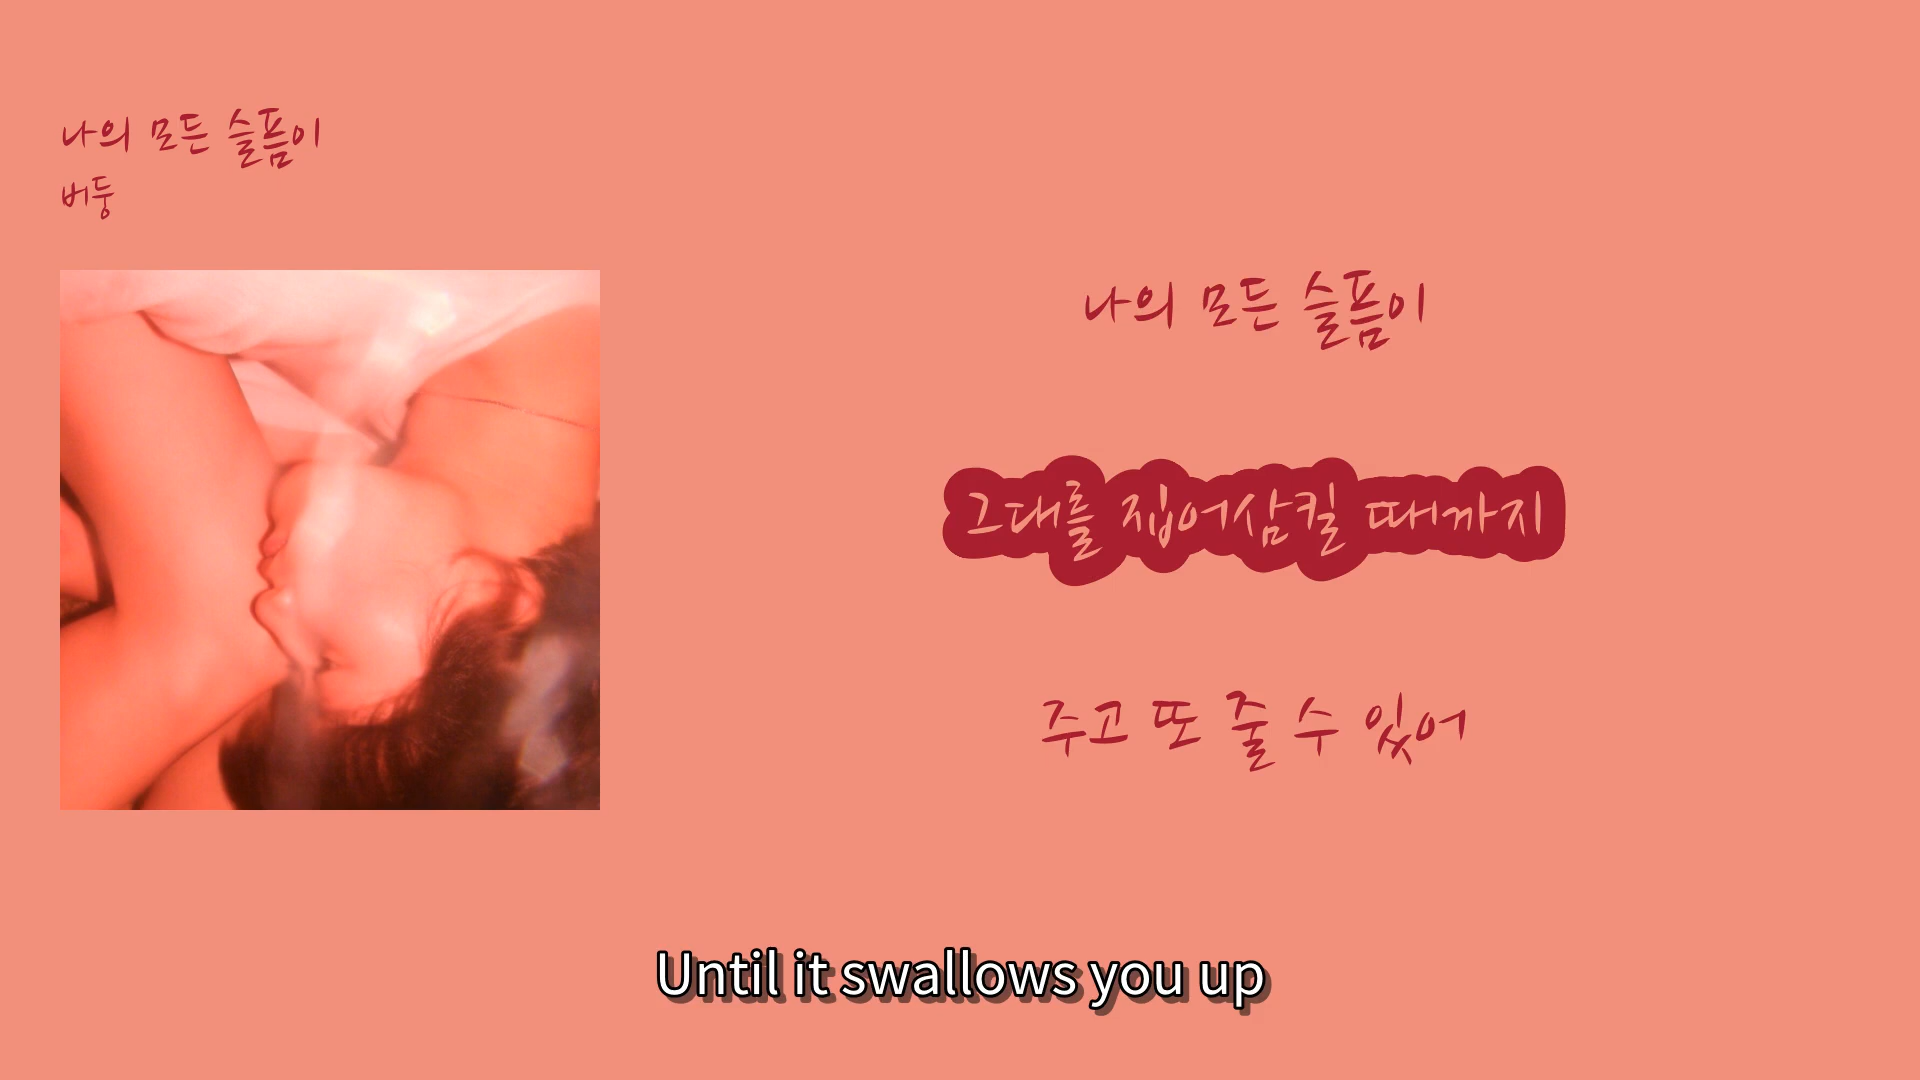 나의 모든 슬픔이
버둥
나의 모든 슬픔이
그대를 집어삼킬 때까지
주고 또 줄 수 있어
Until it swallows you up